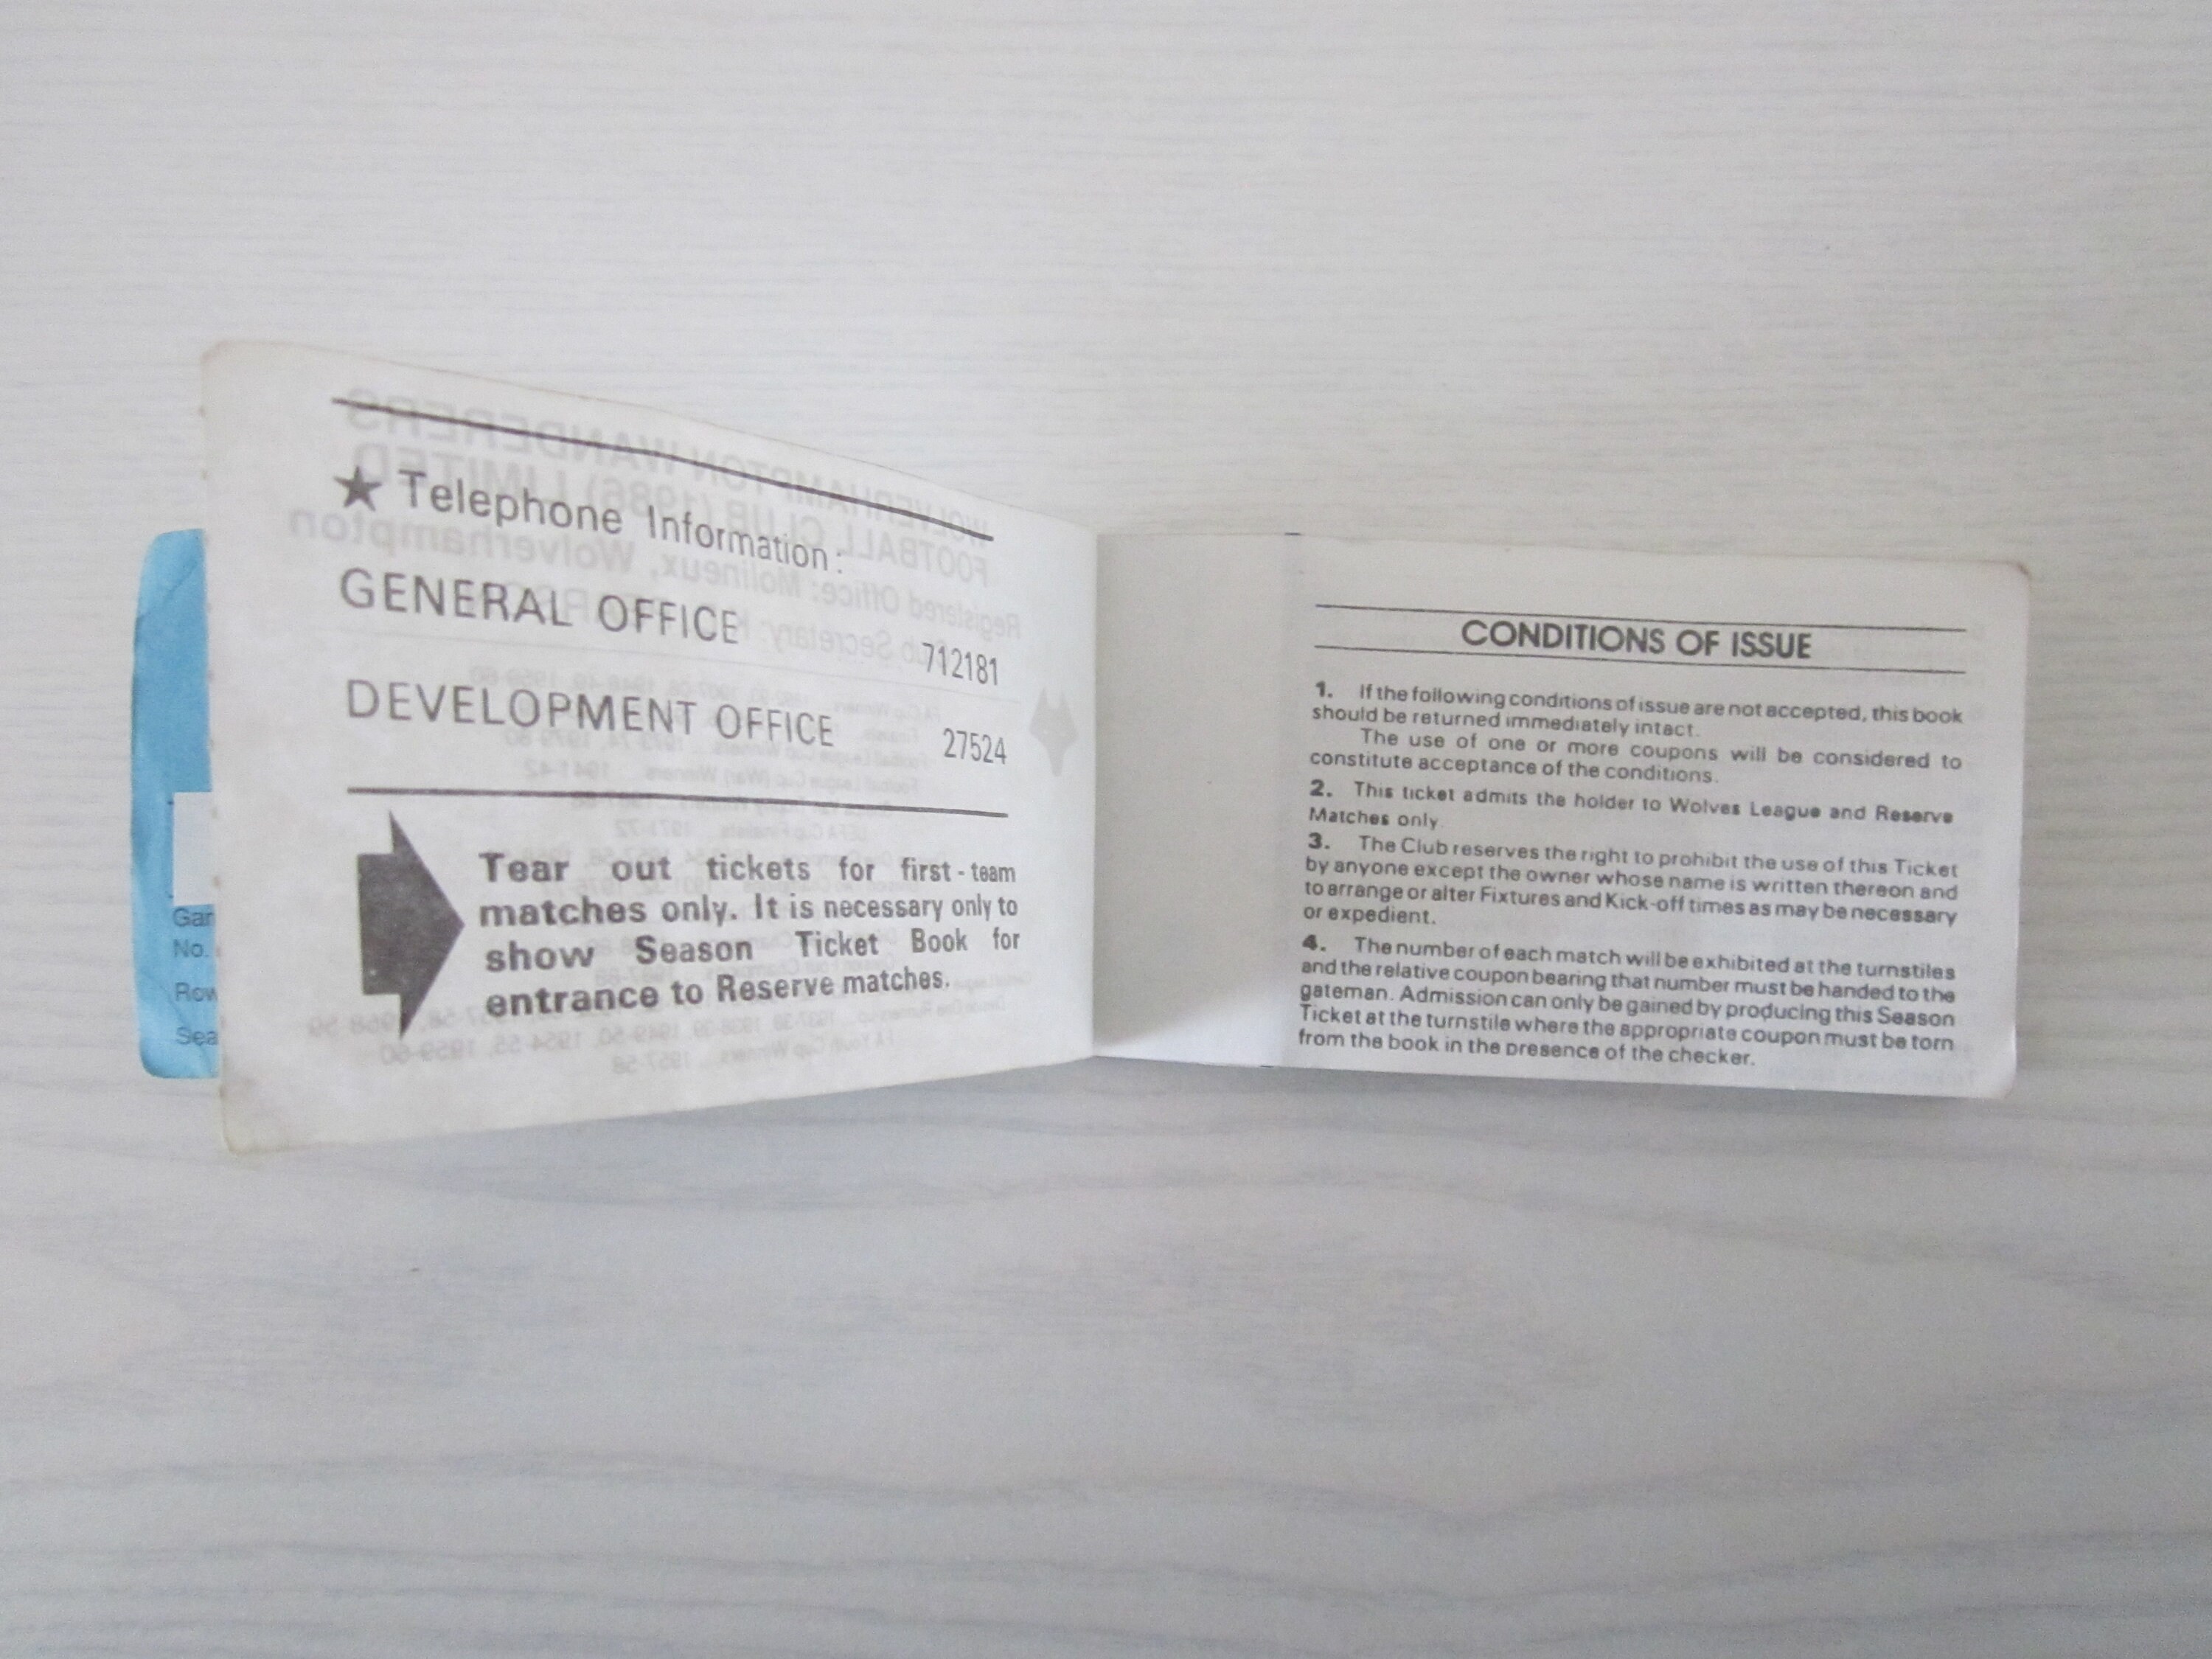 ★ Telephone Information:
GENERAL OFFICE
712181
DEVELOPMENT OFFICE
27524
Tear out tickets for first-team
matches only. It is necessary only to
show Season Ticket Book for
entrance to Reserve matches.
Gar
No.
Row
Sea
CONDITIONS OF ISSUE
1. If the following conditions of issue are not accepted, this book
should be returned immediately intact.
The use of one or more coupons will be considered to
constitute acceptance of the conditions.
2. This ticket admits the holder to Wolves League and Reserve
Matches only.
3. The Club reserves the right to prohibit the use of this Ticket
by anyone except the owner whose name is written thereon and
to arrange or alter Fixtures and Kick-off times as may be necessary
or expedient.
4. The number of each match will be exhibited at the turnstiles
and the relative coupon bearing that number must be handed to the
gateman. Admission can only be gained by producing this Season
Ticket at the turnstile where the appropriate coupon must be torn
from the book in the presence of the checker.